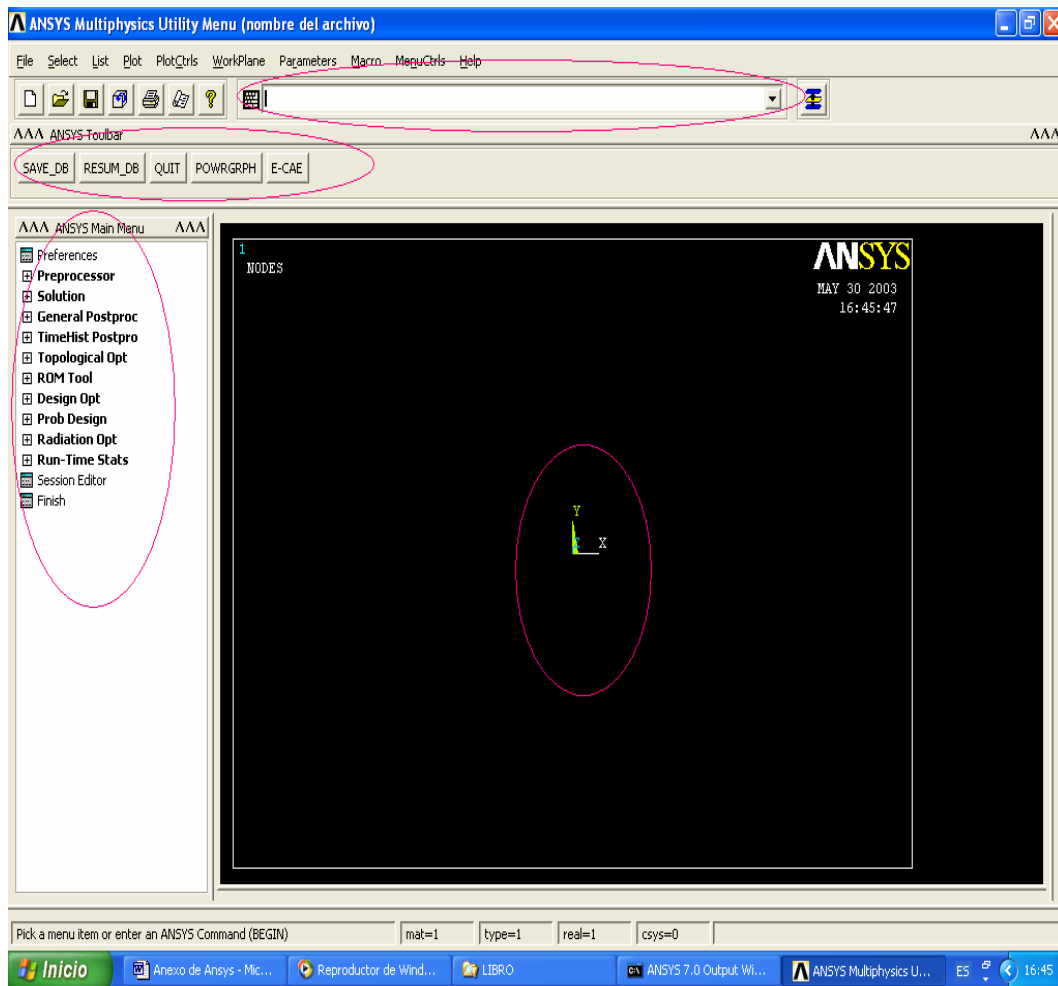 ANSYS Multiphysics Utility Menu (nombre del archivo)
File Select List Plot PlotCtrls WorkPlane Parameters Macro MenuCtrls Help
ANSYS Toolbar
SAVE_DB RESUM_DB QUIT POWRGRPH E-CAE
ANSYS Main Menu
Preferences
Preprocessor
Solution
General Postproc
TimeHist Postpro
Topological Opt
ROM Tool
Design Opt
Prob Design
Radiation Opt
Run-Time Stats
Session Editor
Finish
1
NODES
ANSYS
MAY 30 2003
16:45:47
Y
Z X
Pick a menu item or enter an ANSYS Command (BEGIN) mat=1 type=1 real=1 csys=0
Inicio Anexo de Ansys - Mic... Reproductor de Wind... LIBRO ANSYS 7.0 Output Wi... ANSYS Multiphysics U... ES 16:45